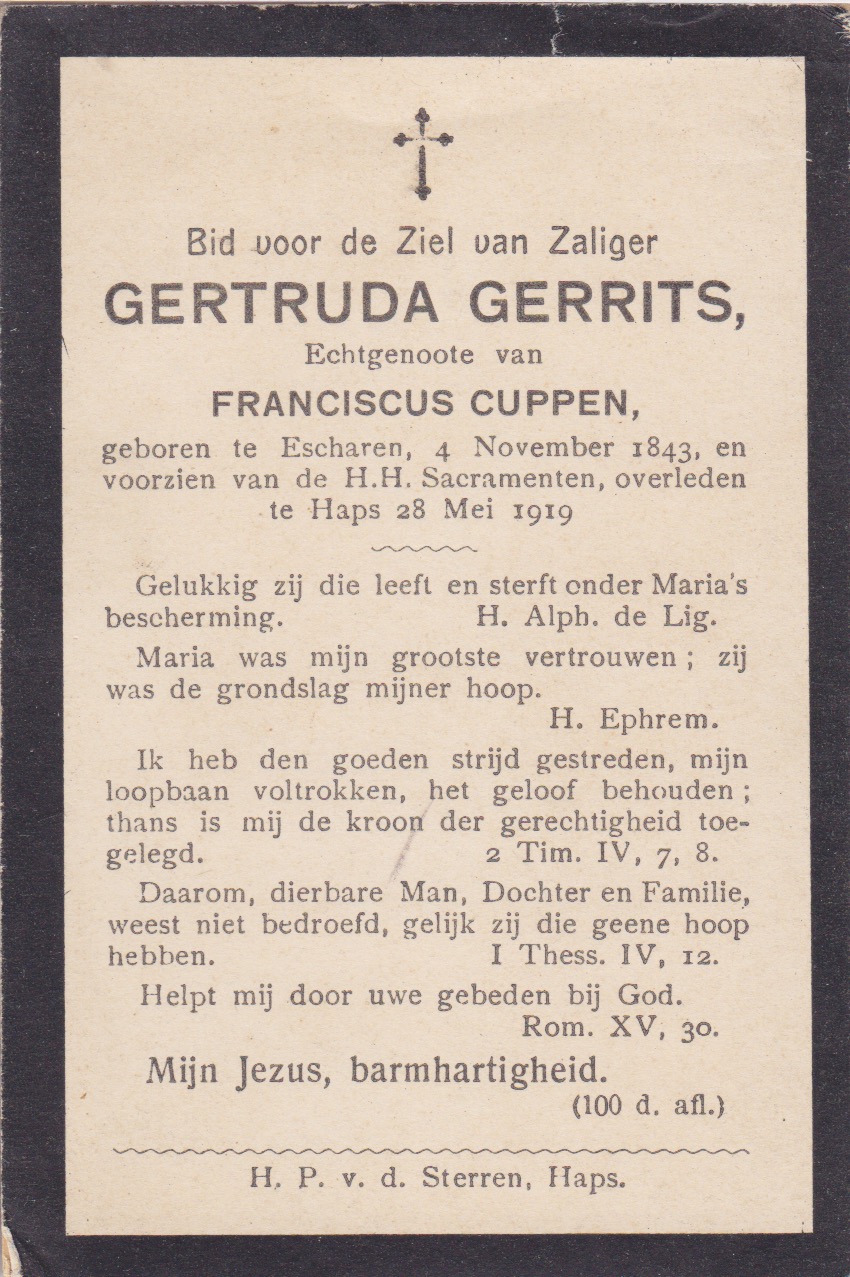 Bid voor de Ziel van Zaliger
GERTRUDA GERRITS,
Echtgenoote van
FRANCISCUS CUPPEN,
geboren te Escharen, 4 November 1843, en
voorzien van de H.H. Sacramenten, overleden
te Haps 28 Mei 1919
Gelukkig zij die leeft en sterft onder Maria's
bescherming. H. Alph. de Lig.
Maria was mijn grootste vertrouwen; zij
was de grondslag mijner hoop.
H. Ephrem.
Ik heb den goeden strijd gestreden, mijn
loopbaan voltrokken, het geloof behouden;
thans is mij de kroon der gerechtigheid toe-
gelegd. 2 Tim. IV, 7, 8.
Daarom, dierbare Man, Dochter en Familie,
weest niet bedroefd, gelijk zij die geene hoop
hebben. I Thess. IV, 12.
Helpt mij door uwe gebeden bij God.
Rom. XV, 30.
Mijn Jezus, barmhartigheid.
(100 d. afl.)
H. P. v. d. Sterren, Haps.